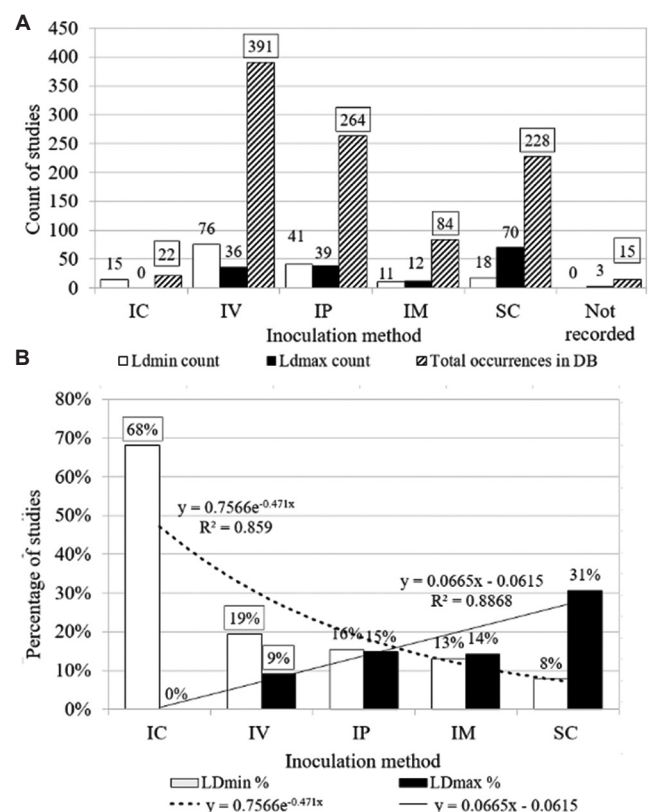 A
Count of studies
450
400
350
300
250
200
150
100
50
0
15 0 22
76 36 391
41 39 264
11 12 84
18 70 228
0 3 15
IC IV IP IM SC Not recorded
Inoculation method
Ldmin count Ldmax count Total occurrences in DB
B
Percentage of studies
80%
70%
60%
50%
40%
30%
20%
10%
0%
68% 0%
19% 9%
16% 15%
13% 14%
8% 31%
y = 0.7566e^-0.471x
R² = 0.859
y = 0.0665x - 0.0615
R² = 0.8868
IC IV IP IM SC
Inoculation method
LDmin % LDmax %
y = 0.7566e^-0.471x y = 0.0665x - 0.0615